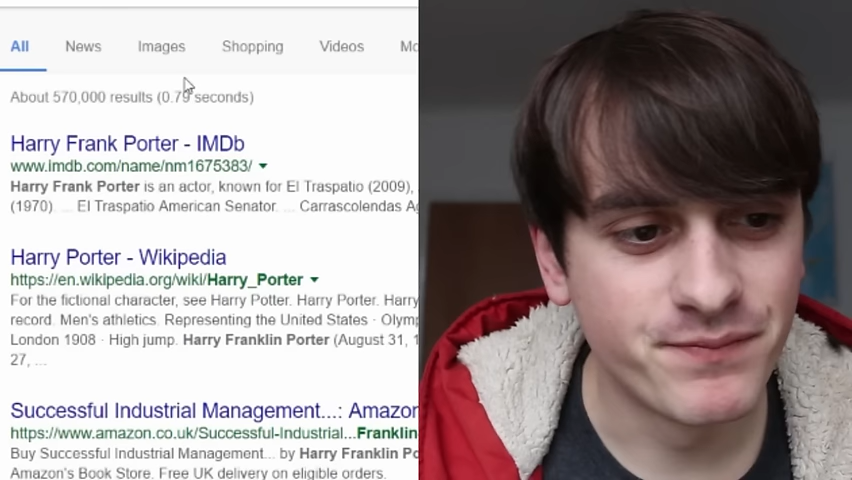 All News Images Shopping Videos Mo
About 570,000 results (0.79 seconds)
Harry Frank Porter - IMDb
www.imdb.com/name/nm1675383/
Harry Frank Porter is an actor, known for El Traspatio (2009),
(1970). ... El Traspatio American Senator. ... Carrascolendas Ag
Harry Porter - Wikipedia
https://en.wikipedia.org/wiki/Harry_Porter
For the fictional character, see Harry Potter. Harry Porter. Harry
record. Men's athletics. Representing the United States · Olymp
London 1908 · High jump. Harry Franklin Porter (August 31, 1
27, ...
Successful Industrial Management...: Amazon
https://www.amazon.co.uk/Successful-Industrial...Franklin
Buy Successful Industrial Management... by Harry Franklin Po
Amazon's Book Store. Free UK delivery on eligible orders.